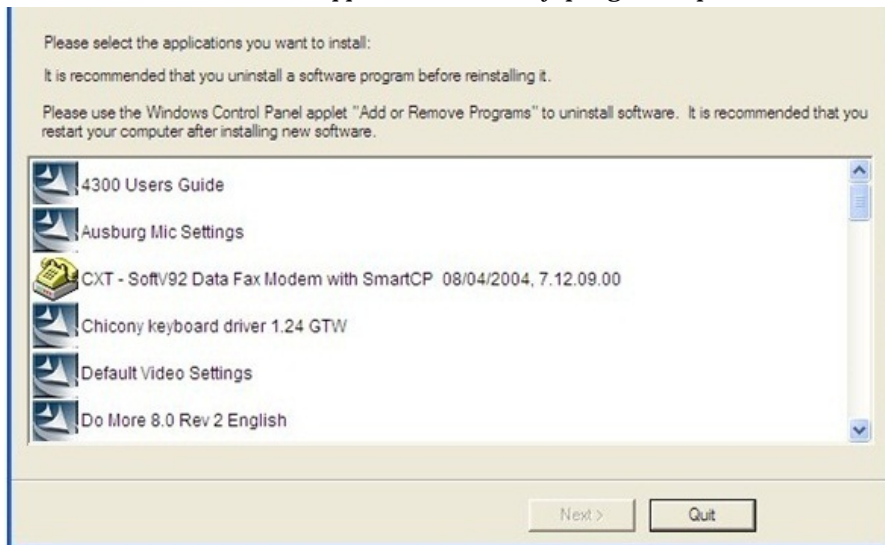 Please select the applications you want to install:
It is recommended that you uninstall a software program before reinstalling it.
Please use the Windows Control Panel applet "Add or Remove Programs" to uninstall software.  It is recommended that you
restart your computer after installing new software.
4300 Users Guide
Ausburg Mic Settings
CXT - SoftV92 Data Fax Modem with SmartCP  08/04/2004, 7.12.09.00
Chicony keyboard driver 1.24 GTW
Default Video Settings
Do More 8.0 Rev 2 English
Next >
Quit